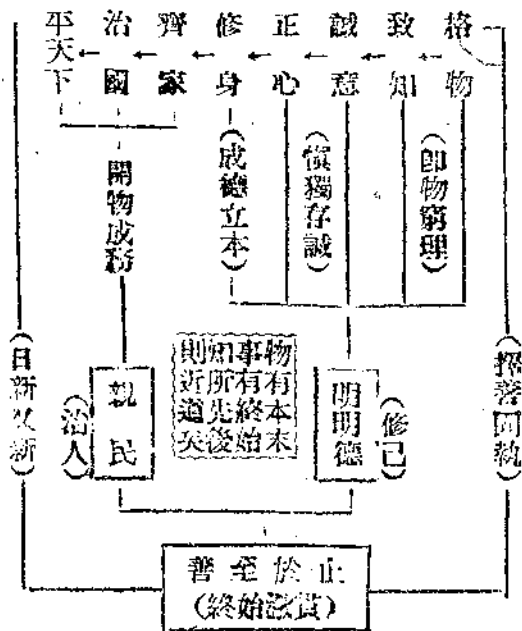 格物
致知
誠意
正心
修身
齊家
治國
平天下
(即物窮理)
(慎獨存誠)
(成德立本)
開物成務
(擇善固執)
(修己)
明明德
物有本末
事有終始
知所先後
則近道矣
親民
(治人)
(日新又新)
止於至善
(終始滋貫)